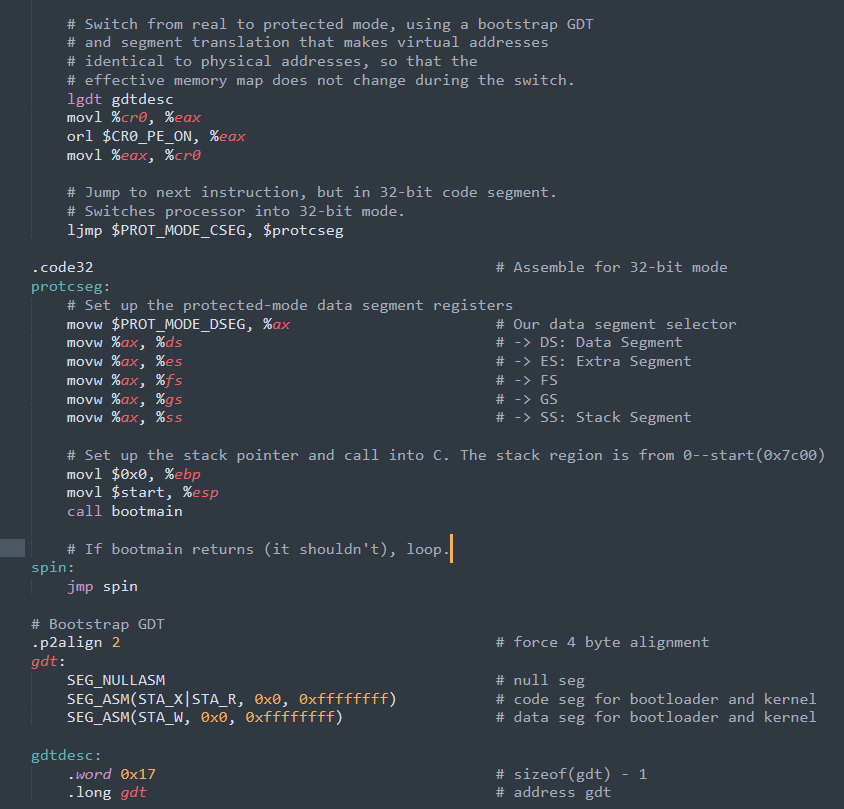 # Switch from real to protected mode, using a bootstrap GDT
# and segment translation that makes virtual addresses
# identical to physical addresses, so that the
# effective memory map does not change during the switch.
lgdt gdtdesc
movl %cr0, %eax
orl $CR0_PE_ON, %eax
movl %eax, %cr0
# Jump to next instruction, but in 32-bit code segment.
# Switches processor into 32-bit mode.
ljmp $PROT_MODE_CSEG, $protcseg
.code32 # Assemble for 32-bit mode
protcseg:
# Set up the protected-mode data segment registers
movw $PROT_MODE_DSEG, %ax # Our data segment selector
movw %ax, %ds # -> DS: Data Segment
movw %ax, %es # -> ES: Extra Segment
movw %ax, %fs # -> FS
movw %ax, %gs # -> GS
movw %ax, %ss # -> SS: Stack Segment
# Set up the stack pointer and call into C. The stack region is from 0--start(0x7c00)
movl $0x0, %ebp
movl $start, %esp
call bootmain
# If bootmain returns (it shouldn't), loop.
spin:
jmp spin
# Bootstrap GDT
.p2align 2 # force 4 byte alignment
gdt:
SEG_NULLASM # null seg
SEG_ASM(STA_X|STA_R, 0x0, 0xffffffff) # code seg for bootloader and kernel
SEG_ASM(STA_W, 0x0, 0xffffffff) # data seg for bootloader and kernel
gdtdesc:
.word 0x17 # sizeof(gdt) - 1
.long gdt # address gdt